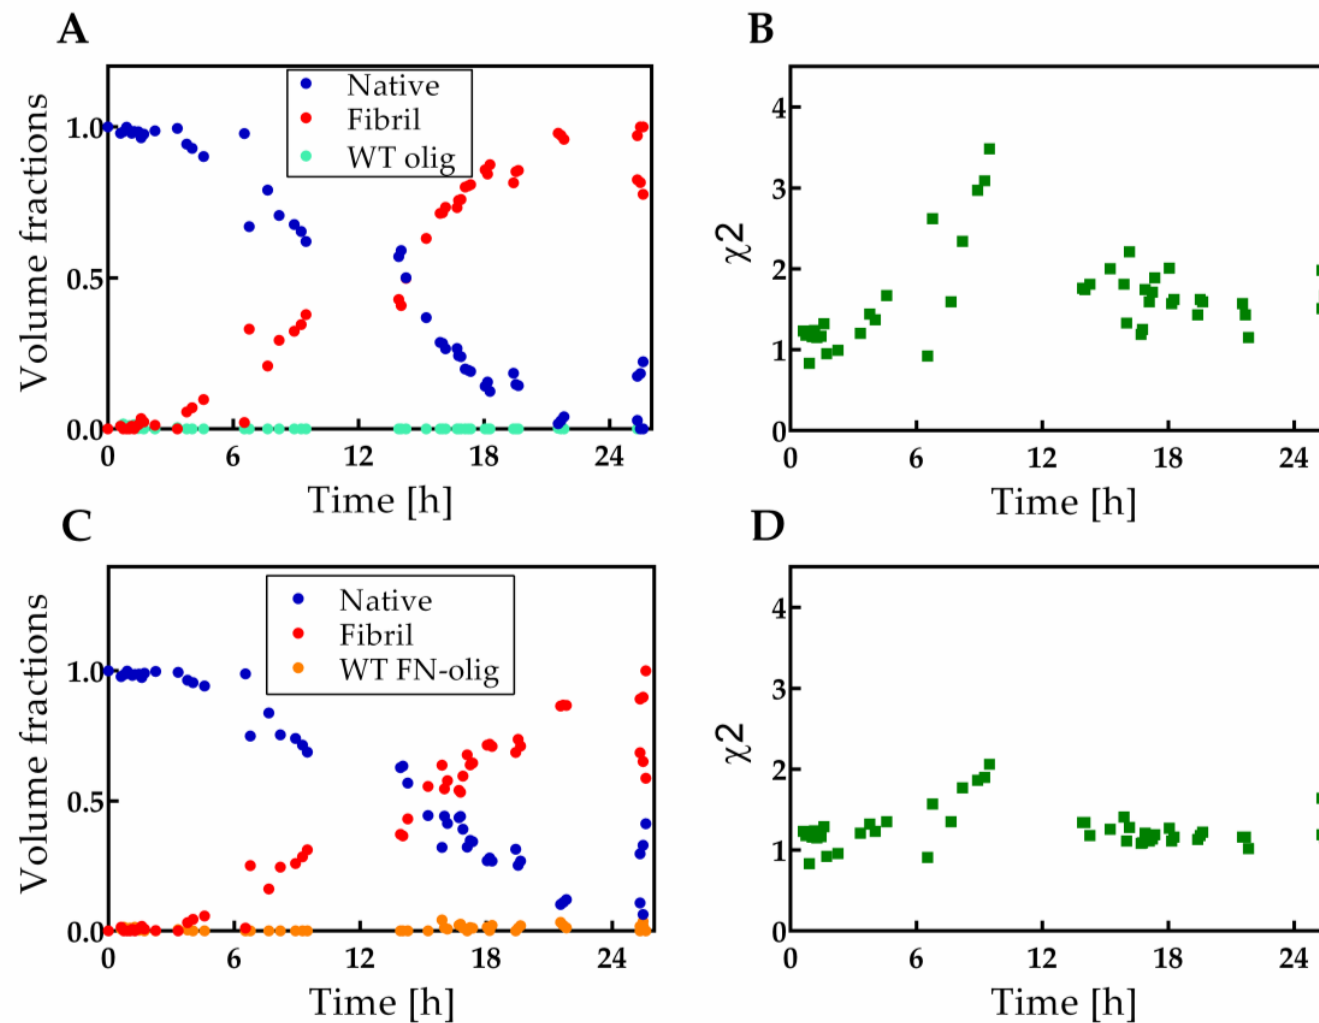 A
Volume fractions
1.0
0.5
0.0
Native
Fibril
WT olig
0 6 12 18 24
Time [h]
B
χ2
4
3
2
1
0
0 6 12 18 24
Time [h]
C
Volume fractions
1.0
0.5
0.0
Native
Fibril
WT FN-olig
0 6 12 18 24
Time [h]
D
χ2
4
3
2
1
0
0 6 12 18 24
Time [h]